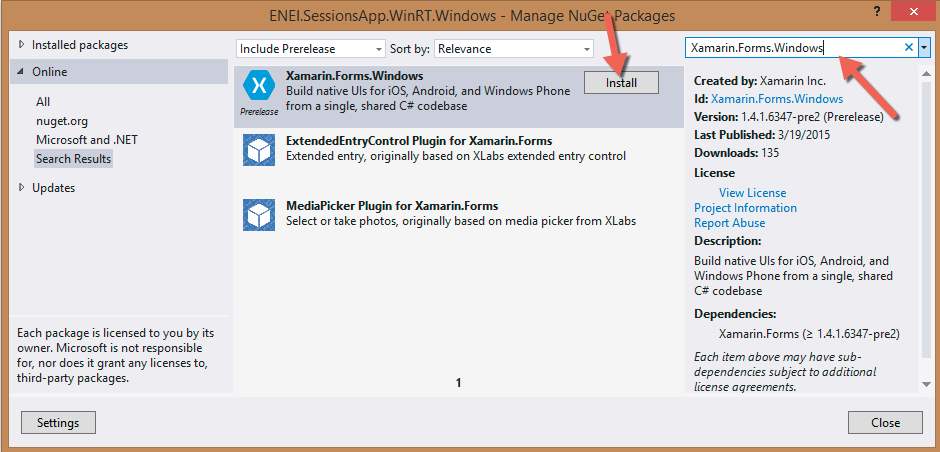 ENEI.SessionsApp.WinRT.Windows - Manage NuGet Packages
?
Installed packages
Online
All
nuget.org
Microsoft and .NET
Search Results
Updates
Each package is licensed to you by its
owner. Microsoft is not responsible
for, nor does it grant any licenses to,
third-party packages.
Settings
Include Prerelease
Sort by: Relevance
Xamarin.Forms.Windows
Build native UIs for iOS, Android, and Windows Phone
from a single, shared C# codebase
Prerelease
Install
ExtendedEntryControl Plugin for Xamarin.Forms
Extended entry, originally based on XLabs extended entry control
MediaPicker Plugin for Xamarin.Forms
Select or take photos, originally based on media picker from XLabs
1
Xamarin.Forms.Windows
Created by: Xamarin Inc.
Id: Xamarin.Forms.Windows
Version: 1.4.1.6347-pre2 (Prerelease)
Last Published: 3/19/2015
Downloads: 135
License
View License
Project Information
Report Abuse
Description:
Build native UIs for iOS, Android, and
Windows Phone from a single, shared
C# codebase
Dependencies:
Xamarin.Forms (≥ 1.4.1.6347-pre2)
Each item above may have sub-
dependencies subject to additional
license agreements.
Close